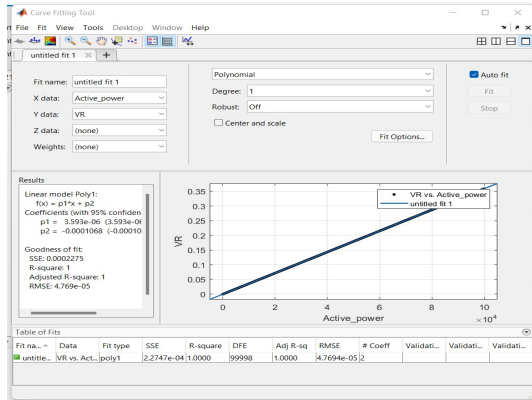 Curve Fitting Tool
File Fit View Tools Desktop Window Help
untitled fit 1
Fit name: untitled fit 1
X data: Active_power
Y data: VR
Z data: (none)
Weights: (none)
Polynomial
Degree: 1
Robust: Off
Center and scale
Fit Options...
Auto fit
Fit
Stop
Results
Linear model Poly1:
f(x) = p1*x + p2
Coefficients (with 95% confiden
p1 = 3.593e-06 (3.593e-0
p2 = -0.0001068 (-0.00010
Goodness of fit:
SSE: 0.0002275
R-square: 1
Adjusted R-square: 1
RMSE: 4.769e-05
VR vs. Active_power
untitled fit 1
0.35
0.3
0.25
0.2
0.15
0.1
0.05
0
VR
0 2 4 6 8 10
Active_power
×10⁴
Table of Fits
Fit na... Data Fit type SSE R-square DFE Adj R-sq RMSE # Coeff Validati... Validati... Validati...
untitle... VR vs. Act... poly1 2.2747e-04 1.0000 99998 1.0000 4.7694e-05 2